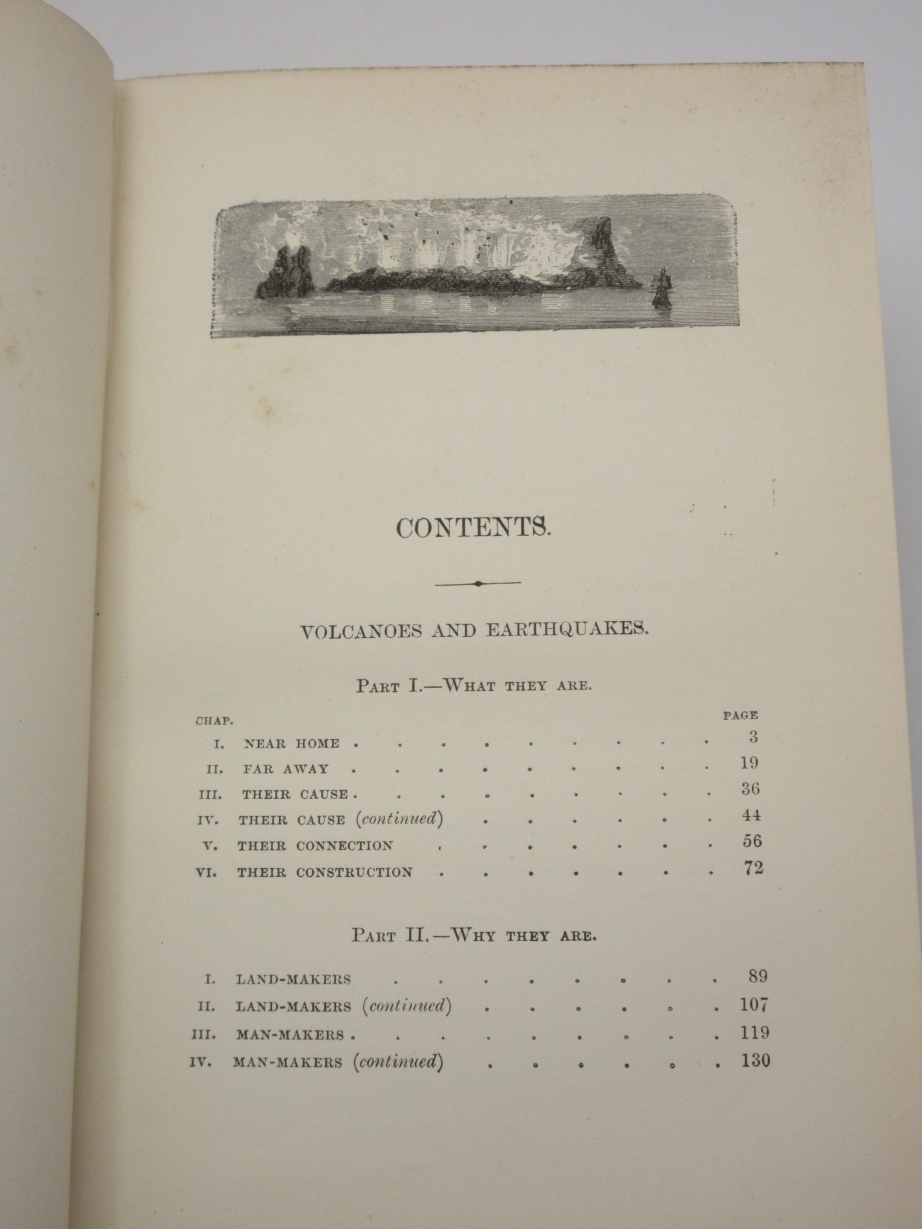 CONTENTS.
VOLCANOES AND EARTHQUAKES.
PART I.—WHAT THEY ARE.
CHAP. PAGE
I. NEAR HOME . . . . . . . . . 3
II. FAR AWAY . . . . . . . . . 19
III. THEIR CAUSE . . . . . . . . . 36
IV. THEIR CAUSE (continued) . . . . . . 44
V. THEIR CONNECTION . . . . . . . 56
VI. THEIR CONSTRUCTION . . . . . . . 72
PART II.—WHY THEY ARE.
I. LAND-MAKERS . . . . . . . . 89
II. LAND-MAKERS (continued) . . . . . . 107
III. MAN-MAKERS . . . . . . . . . 119
IV. MAN-MAKERS (continued) . . . . . . 130